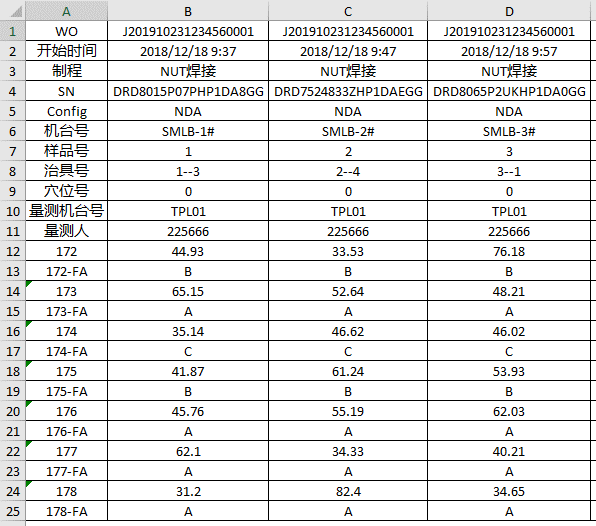 A B C D
1 WO J201910231234560001 J201910231234560001 J201910231234560001
2 开始时间 2018/12/18 9:37 2018/12/18 9:47 2018/12/18 9:57
3 制程 NUT焊接 NUT焊接 NUT焊接
4 SN DRD8015P07PHP1DA8GG DRD7524833ZHP1DAEGG DRD8065P2UKHP1DA0GG
5 Config NDA NDA NDA
6 机台号 SMLB-1# SMLB-2# SMLB-3#
7 样品号 1 2 3
8 治具号 1--3 2--4 3--1
9 穴位号 0 0 0
10 量测机台号 TPL01 TPL01 TPL01
11 量测人 225666 225666 225666
12 172 44.93 33.53 76.18
13 172-FA B B B
14 173 65.15 52.64 48.21
15 173-FA A A A
16 174 35.14 46.62 46.02
17 174-FA C C C
18 175 41.87 61.24 53.93
19 175-FA B B B
20 176 45.76 55.19 62.03
21 176-FA A A A
22 177 62.1 34.33 40.21
23 177-FA A A A
24 178 31.2 82.4 34.65
25 178-FA A A A